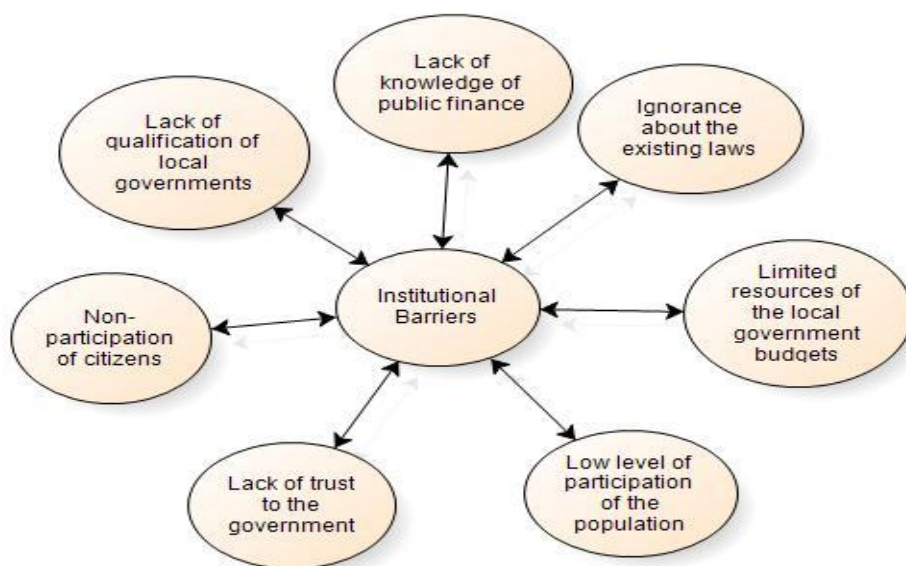 Lack of
knowledge of
public finance
Ignorance
about the
existing laws
Lack of
qualification of
local
governments
Limited
resources of
the local
government
budgets
Institutional
Barriers
Non-
participation
of citizens
Low level of
participation
of the
population
Lack of trust
to the
government